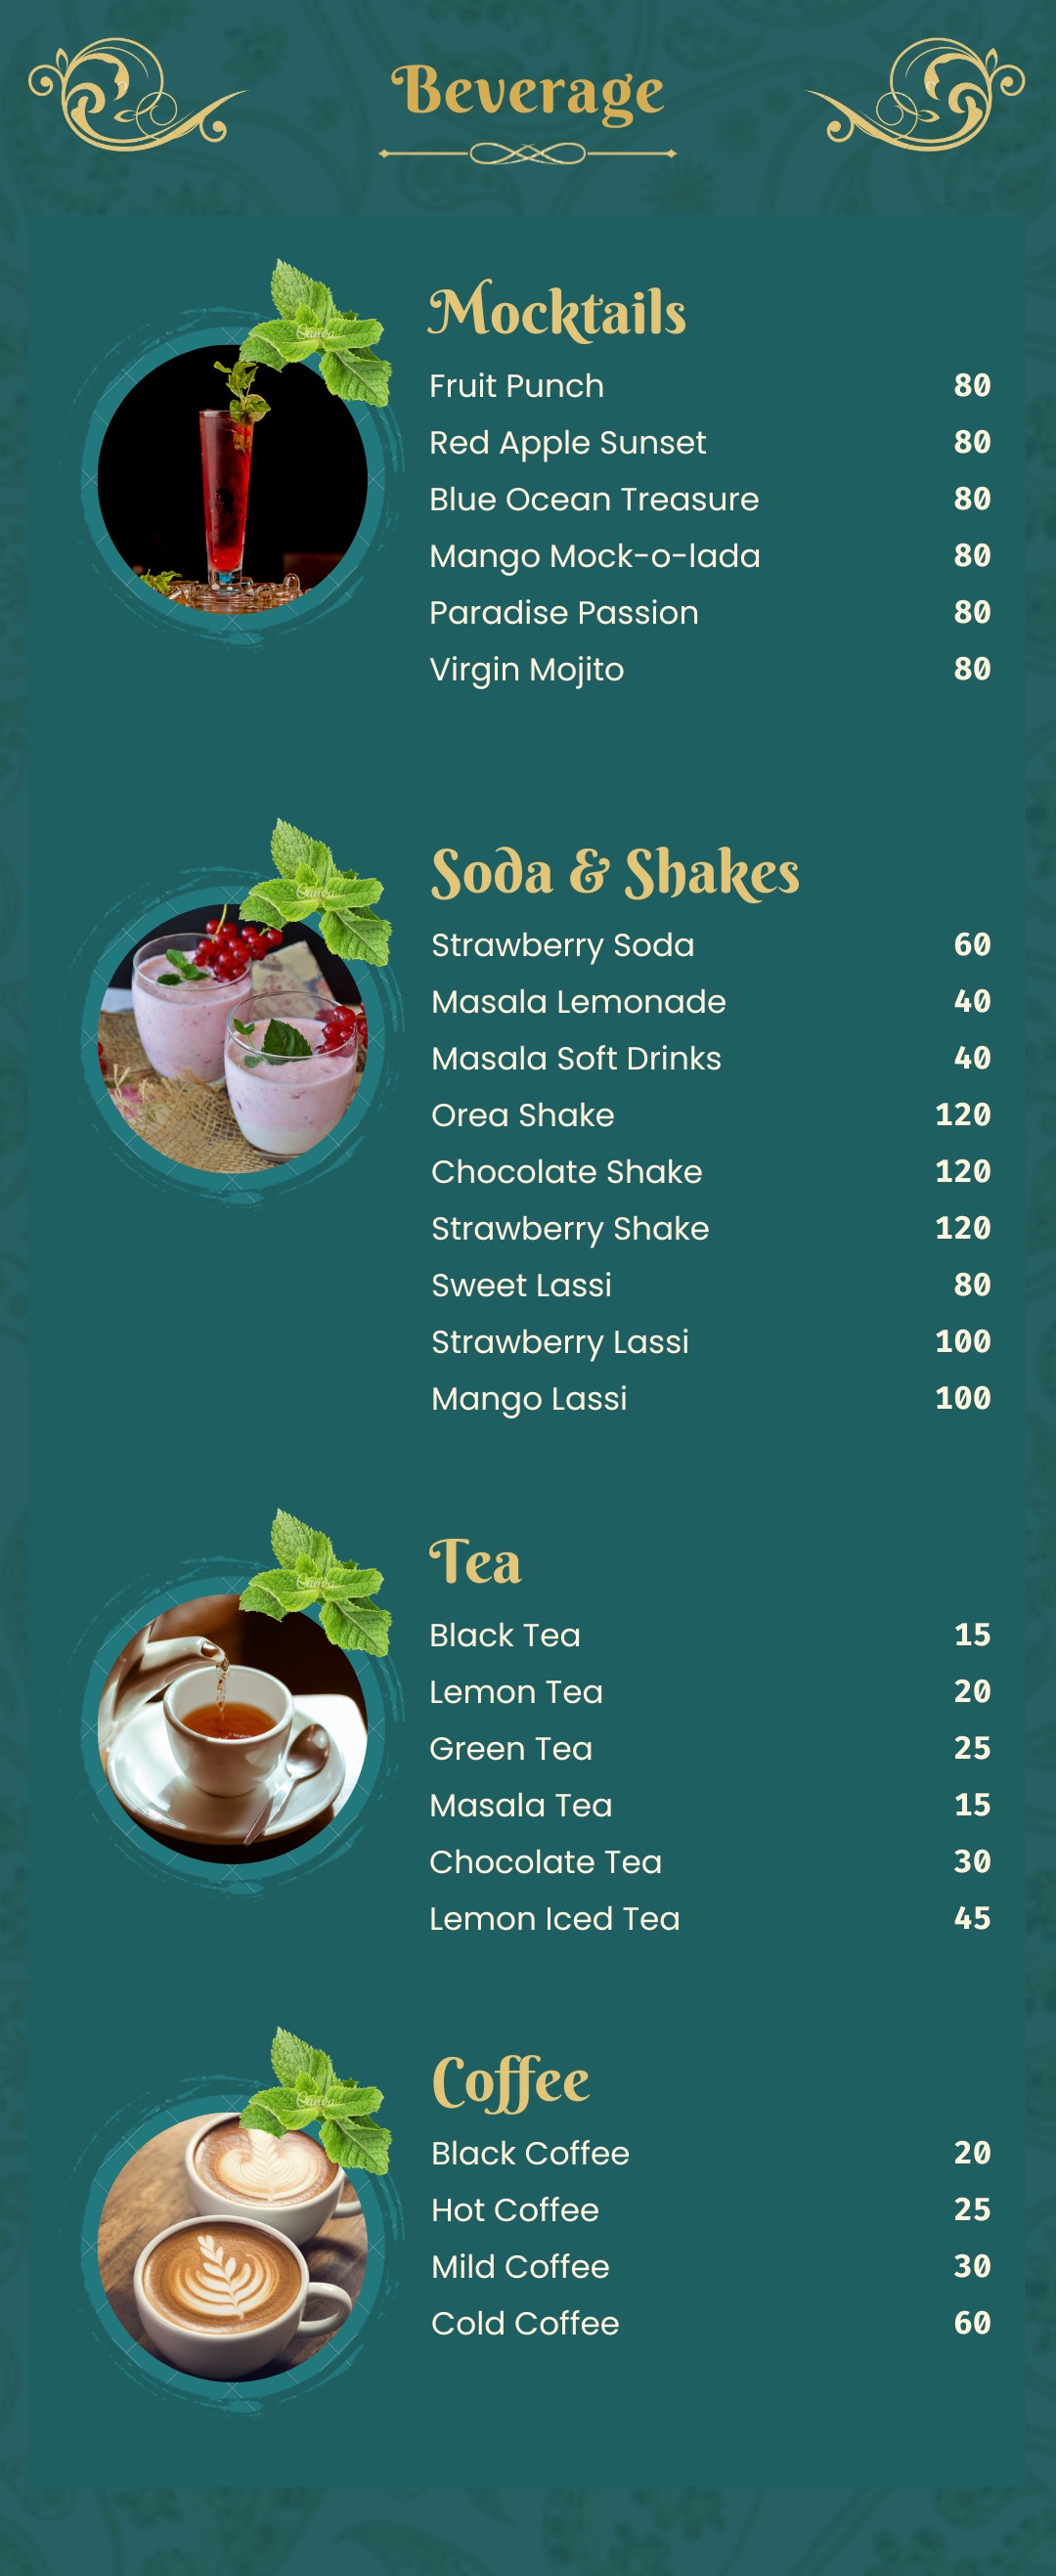 Beverage
Mocktails
Fruit Punch 80
Red Apple Sunset 80
Blue Ocean Treasure 80
Mango Mock-o-lada 80
Paradise Passion 80
Virgin Mojito 80
Soda & Shakes
Strawberry Soda 60
Masala Lemonade 40
Masala Soft Drinks 40
Orea Shake 120
Chocolate Shake 120
Strawberry Shake 120
Sweet Lassi 80
Strawberry Lassi 100
Mango Lassi 100
Tea
Black Tea 15
Lemon Tea 20
Green Tea 25
Masala Tea 15
Chocolate Tea 30
Lemon Iced Tea 45
Coffee
Black Coffee 20
Hot Coffee 25
Mild Coffee 30
Cold Coffee 60
Canva
Canva
Canva
Canva